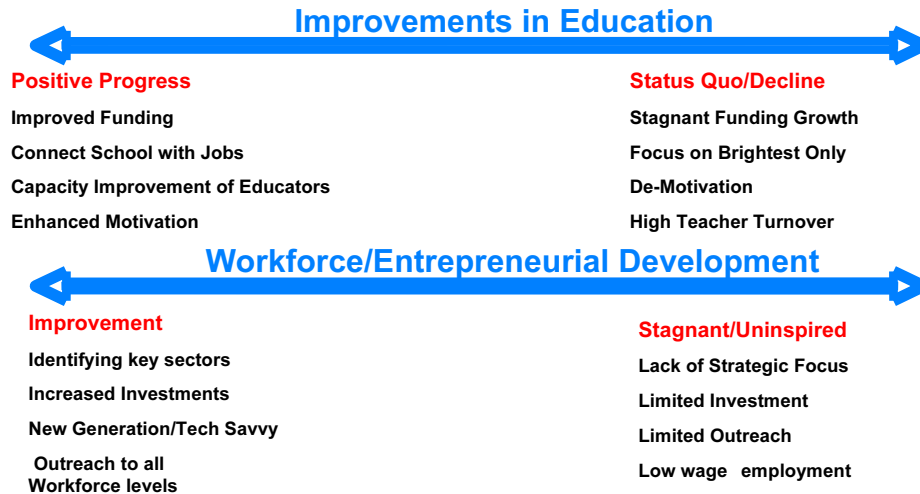 Improvements in Education
Positive Progress
Improved Funding
Connect School with Jobs
Capacity Improvement of Educators
Enhanced Motivation
Status Quo/Decline
Stagnant Funding Growth
Focus on Brightest Only
De-Motivation
High Teacher Turnover
Workforce/Entrepreneurial Development
Improvement
Identifying key sectors
Increased Investments
New Generation/Tech Savvy
Outreach to all
Workforce levels
Stagnant/Uninspired
Lack of Strategic Focus
Limited Investment
Limited Outreach
Low wage employment